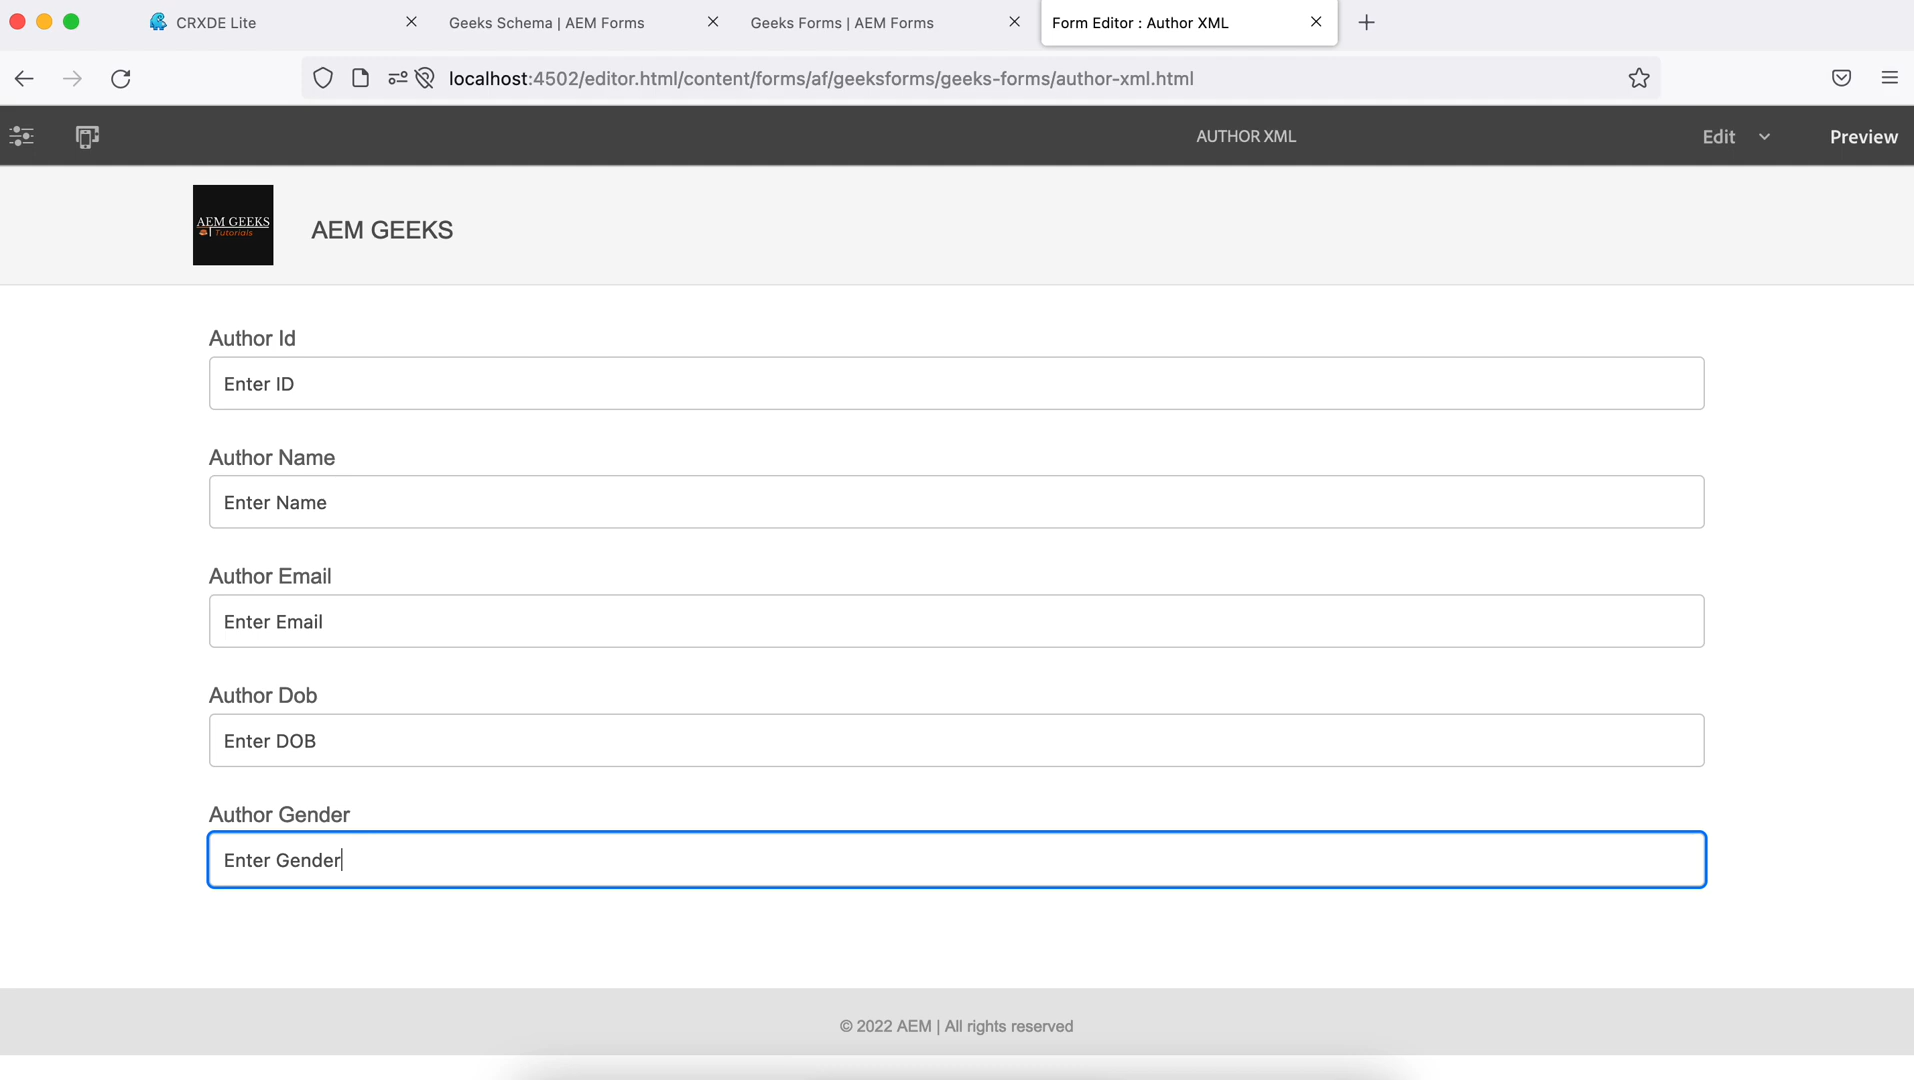 CRXDE Lite
Geeks Schema | AEM Forms
Geeks Forms | AEM Forms
Form Editor : Author XML
localhost:4502/editor.html/content/forms/af/geeksforms/geeks-forms/author-xml.html
AUTHOR XML
Edit
Preview
AEM GEEKS
Tutorials
AEM GEEKS
Author Id
Enter ID
Author Name
Enter Name
Author Email
Enter Email
Author Dob
Enter DOB
Author Gender
Enter Gender
© 2022 AEM | All rights reserved